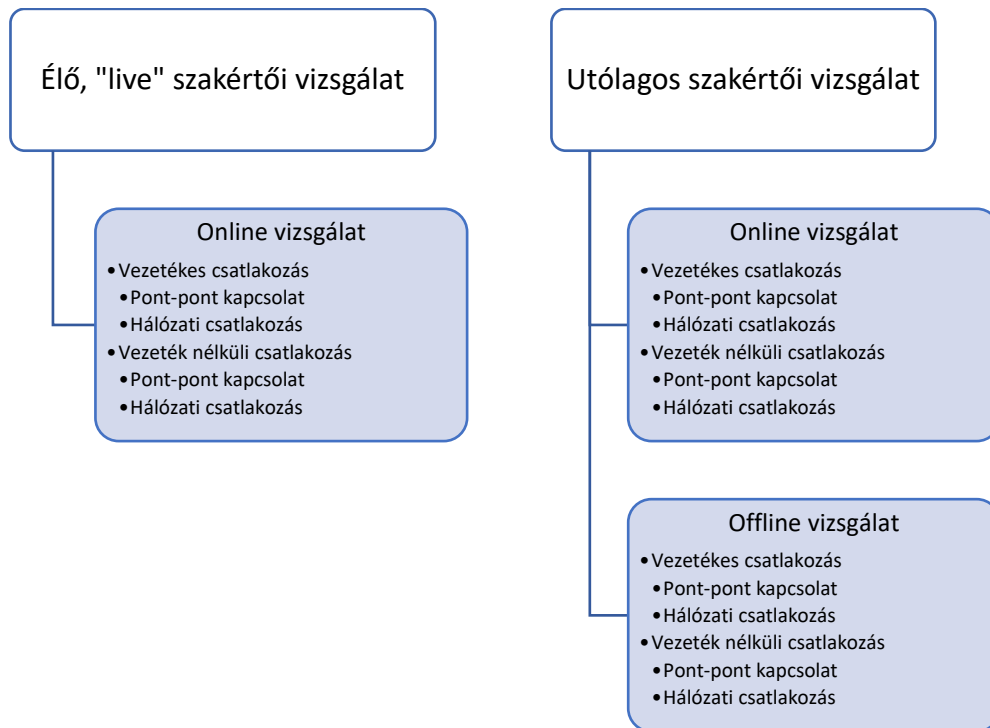 Élő, "live" szakértői vizsgálat
Online vizsgálat
•Vezetékes csatlakozás
•Pont-pont kapcsolat
•Hálózati csatlakozás
•Vezeték nélküli csatlakozás
•Pont-pont kapcsolat
•Hálózati csatlakozás
Utólagos szakértői vizsgálat
Online vizsgálat
•Vezetékes csatlakozás
•Pont-pont kapcsolat
•Hálózati csatlakozás
•Vezeték nélküli csatlakozás
•Pont-pont kapcsolat
•Hálózati csatlakozás
Offline vizsgálat
•Vezetékes csatlakozás
•Pont-pont kapcsolat
•Hálózati csatlakozás
•Vezeték nélküli csatlakozás
•Pont-pont kapcsolat
•Hálózati csatlakozás